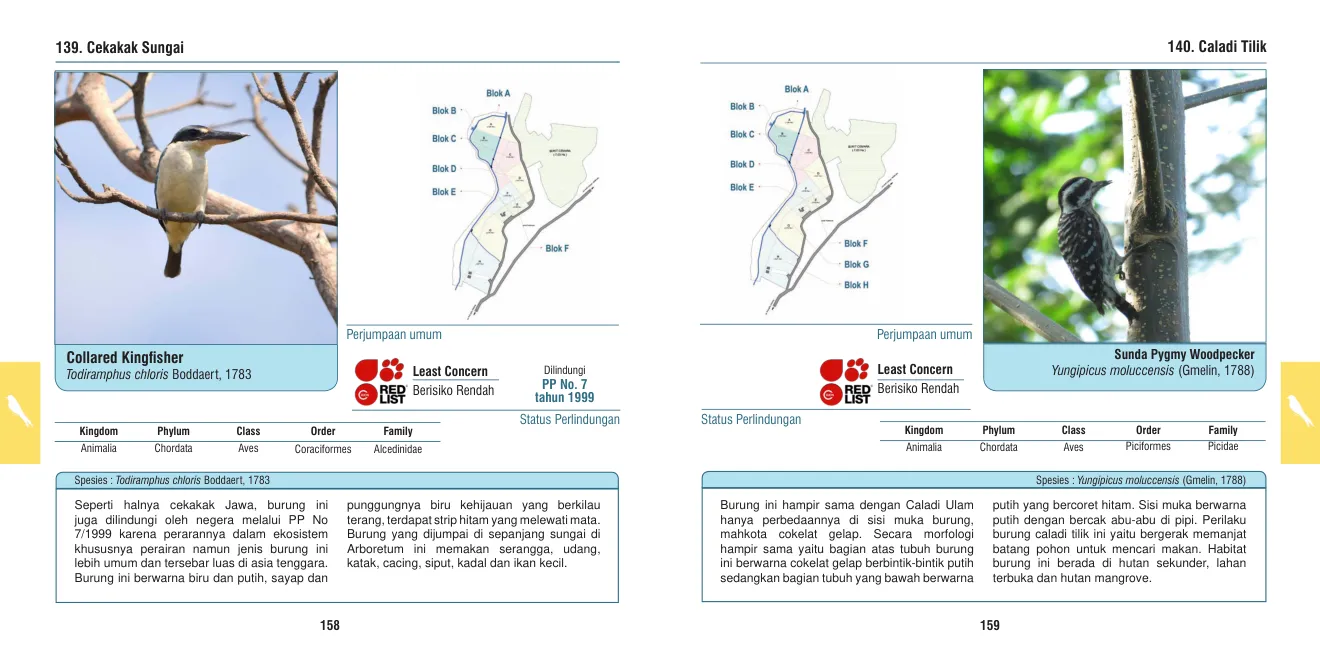 139. Cekakak Sungai
Blok A
Blok B
Blok C
Blok D
Blok E
Blok F
Perjumpaan umum
Collared Kingfisher
Todiramphus chloris Boddaert, 1783
RED LIST
Least Concern
Berisiko Rendah
Dilindungi
PP No. 7
tahun 1999
Status Perlindungan
Kingdom Phylum Class Order Family
Animalia Chordata Aves Coraciformes Alcedinidae
Spesies : Todiramphus chloris Boddaert, 1783
Seperti halnya cekakak Jawa, burung ini
juga dilindungi oleh negera melalui PP No
7/1999 karena perarannya dalam ekosistem
khususnya perairan namun jenis burung ini
lebih umum dan tersebar luas di asia tenggara.
Burung ini berwarna biru dan putih, sayap dan
punggungnya biru kehijauan yang berkilau
terang, terdapat strip hitam yang melewati mata.
Burung yang dijumpai di sepanjang sungai di
Arboretum ini memakan serangga, udang,
katak, cacing, siput, kadal dan ikan kecil.
158
140. Caladi Tilik
Blok A
Blok B
Blok C
Blok D
Blok E
Blok F
Blok G
Blok H
Perjumpaan umum
Sunda Pygmy Woodpecker
Yungipicus moluccensis (Gmelin, 1788)
RED LIST
Least Concern
Berisiko Rendah
Status Perlindungan
Kingdom Phylum Class Order Family
Animalia Chordata Aves Piciformes Picidae
Spesies : Yungipicus moluccensis (Gmelin, 1788)
Burung ini hampir sama dengan Caladi Ulam
hanya perbedaannya di sisi muka burung,
mahkota cokelat gelap. Secara morfologi
hampir sama yaitu bagian atas tubuh burung
ini berwarna cokelat gelap berbintik-bintik putih
sedangkan bagian tubuh yang bawah berwarna
putih yang bercoret hitam. Sisi muka berwarna
putih dengan bercak abu-abu di pipi. Perilaku
burung caladi tilik ini yaitu bergerak memanjat
batang pohon untuk mencari makan. Habitat
burung ini berada di hutan sekunder, lahan
terbuka dan hutan mangrove.
159